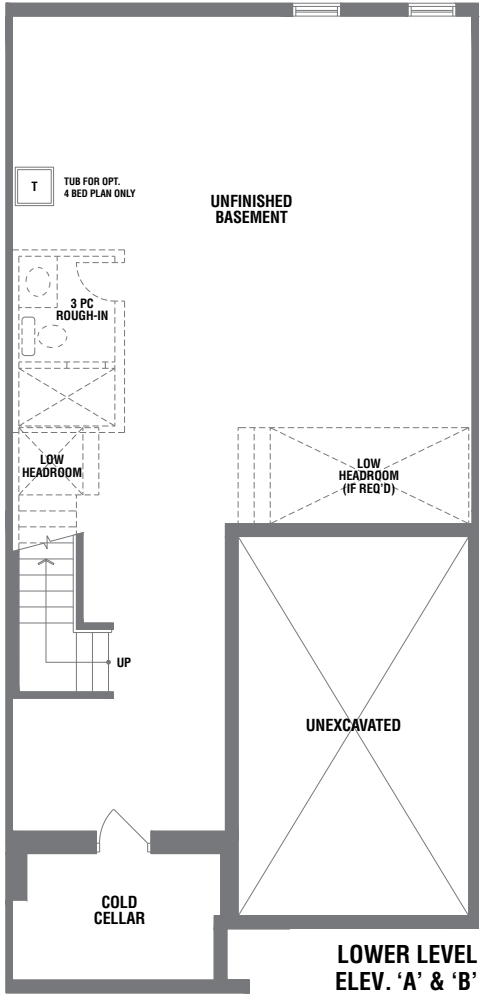 T
TUB FOR OPT.
4 BED PLAN ONLY
UNFINISHED
BASEMENT
3 PC
ROUGH-IN
LOW
HEADROOM
LOW
HEADROOM
(IF REQ'D)
UP
UNEXCAVATED
COLD
CELLAR
LOWER LEVEL
ELEV. ‘A’ & ‘B’